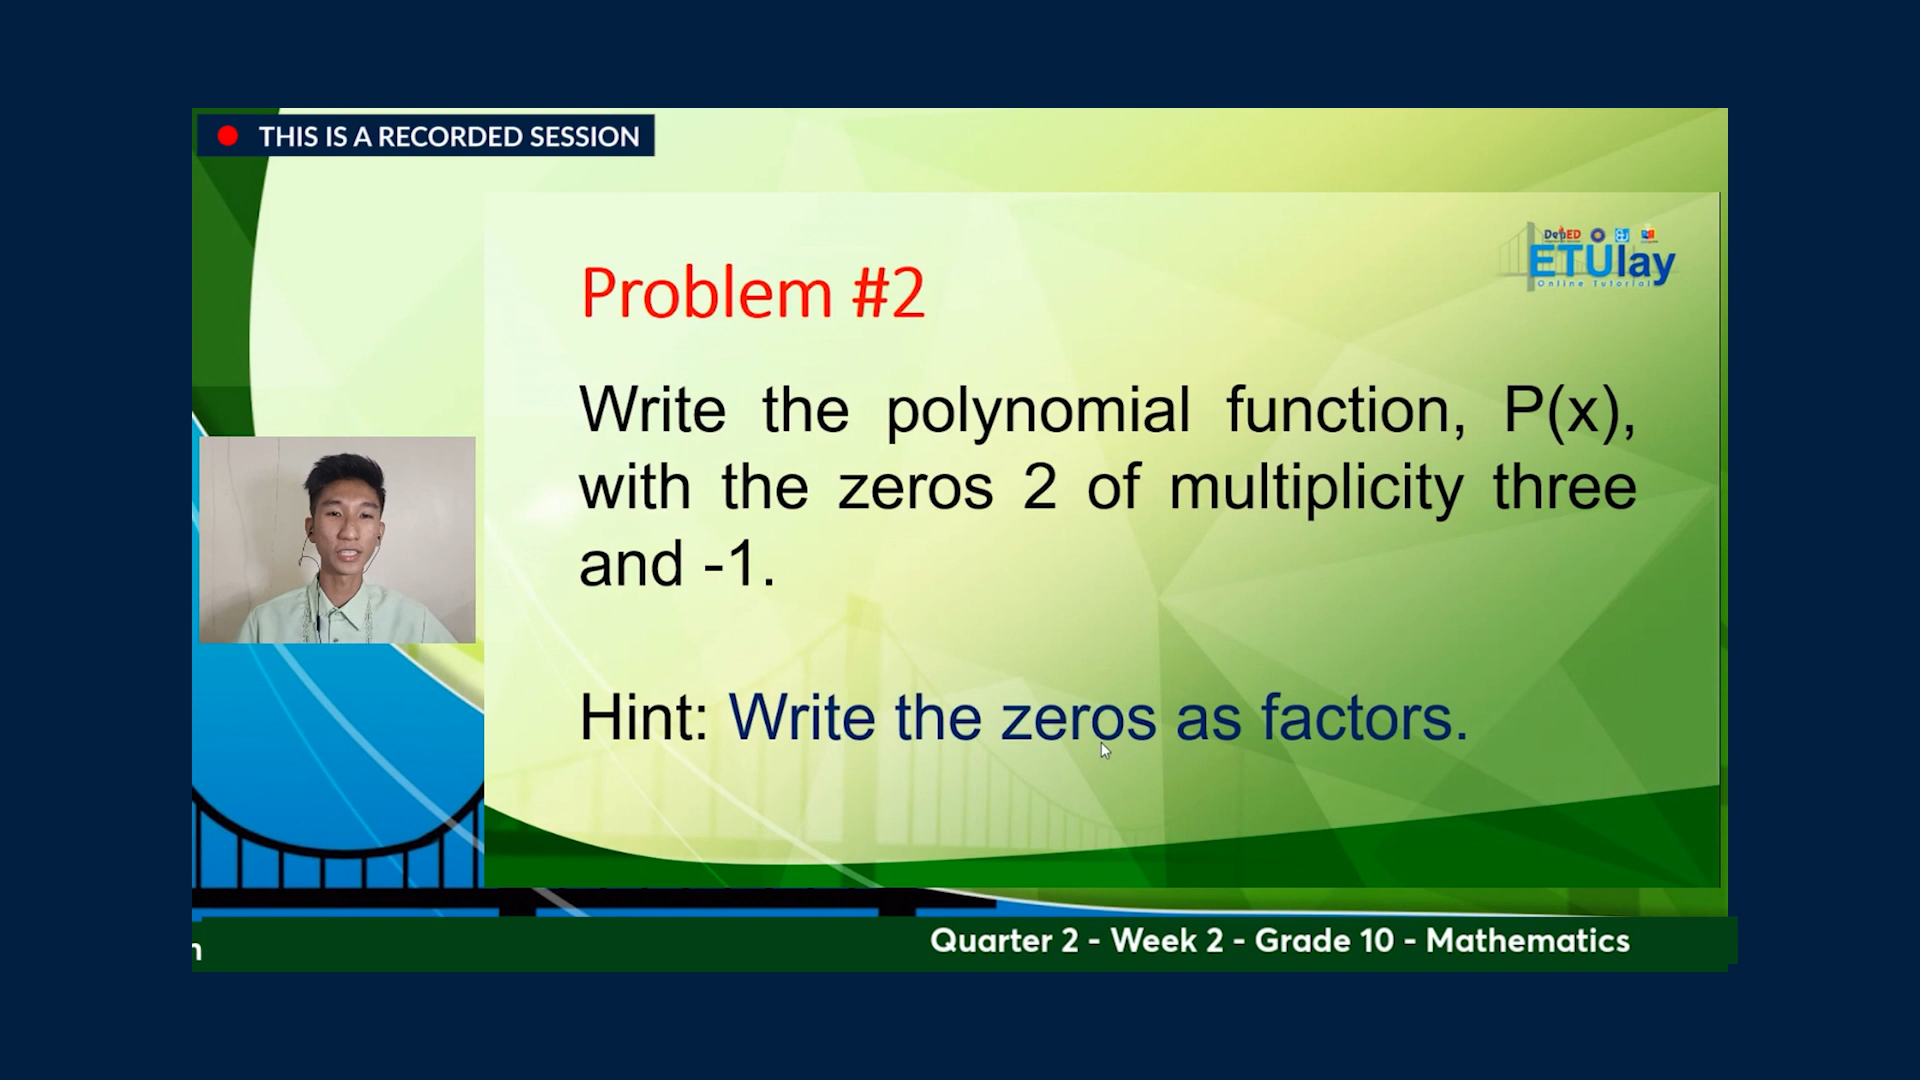 THIS IS A RECORDED SESSION
DepED
ETUlay
Online Tutorial
Problem #2
Write the polynomial function, P(x),
with the zeros 2 of multiplicity three
and -1.
Hint: Write the zeros as factors.
n
Quarter 2 - Week 2 - Grade 10 - Mathematics